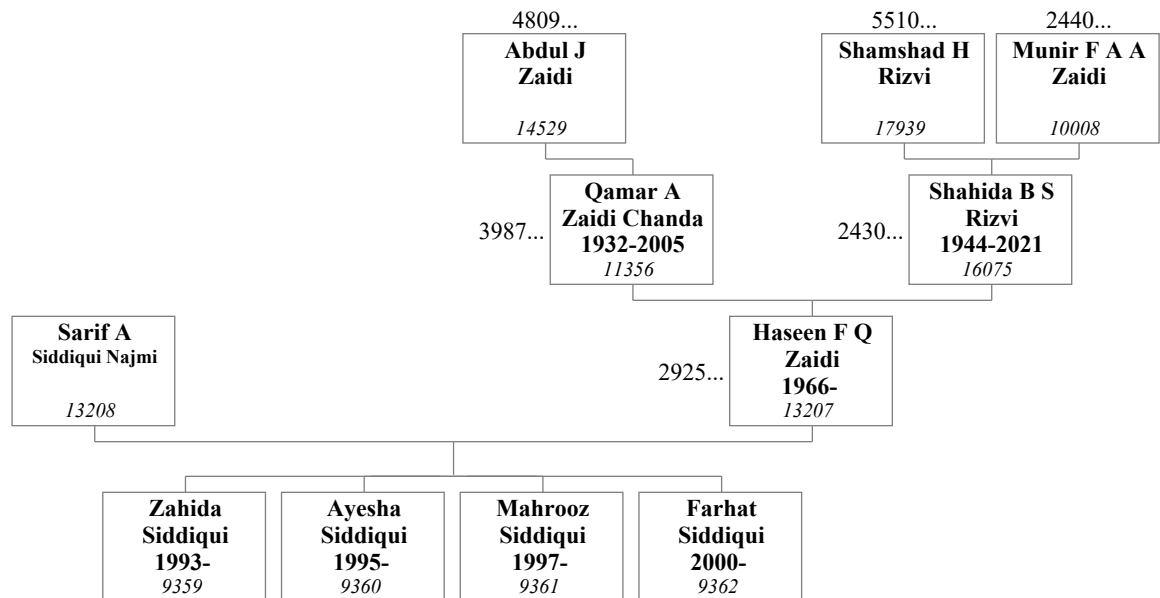 4809...
5510...
2440...
Abdul J
Zaidi
14529
Shamshad H
Rizvi
17939
Munir F A A
Zaidi
10008
3987...
Qamar A
Zaidi Chanda
1932-2005
11356
2430...
Shahida B S
Rizvi
1944-2021
16075
Sarif A
Siddiqui Najmi
13208
2925...
Haseen F Q
Zaidi
1966-
13207
Zahida
Siddiqui
1993-
9359
Ayesha
Siddiqui
1995-
9360
Mahrooz
Siddiqui
1997-
9361
Farhat
Siddiqui
2000-
9362